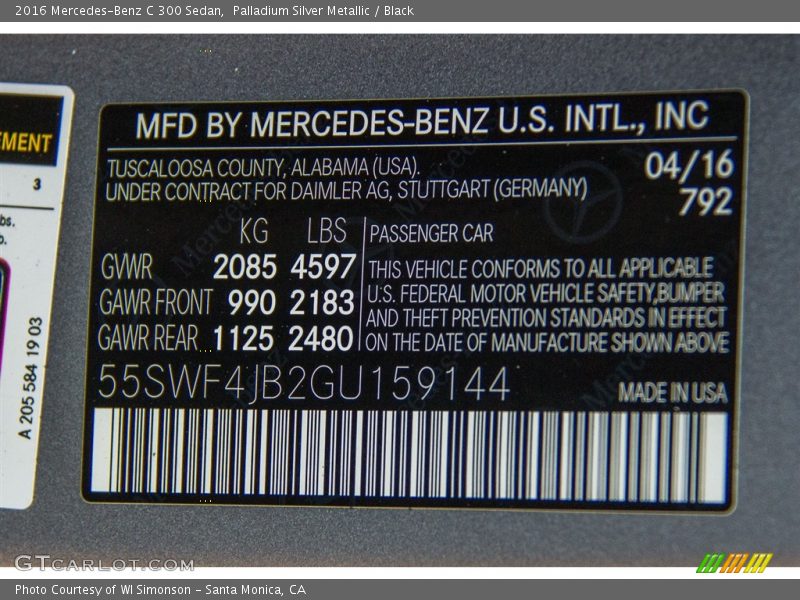 2016 Mercedes-Benz C 300 Sedan, Palladium Silver Metallic / Black
EMENT
3
bs.
A 205 584 19 03
MFD BY MERCEDES-BENZ U.S. INTL., INC
TUSCALOOSA COUNTY, ALABAMA (USA).
UNDER CONTRACT FOR DAIMLER AG, STUTTGART (GERMANY)
04/16
792
KG LBS
GVWR 2085 4597
GAWR FRONT 990 2183
GAWR REAR 1125 2480
PASSENGER CAR
THIS VEHICLE CONFORMS TO ALL APPLICABLE
U.S. FEDERAL MOTOR VEHICLE SAFETY,BUMPER
AND THEFT PREVENTION STANDARDS IN EFFECT
ON THE DATE OF MANUFACTURE SHOWN ABOVE
55SWF4JB2GU159144
MADE IN USA
GTCARLOT.COM
Photo Courtesy of WI Simonson - Santa Monica, CA